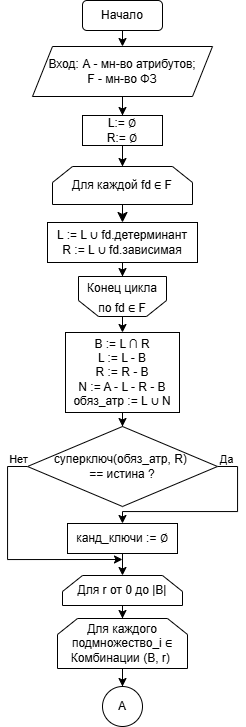 Начало
Вход: A - мн-во атрибутов;
F - мн-во ФЗ
L:= ∅
R:= ∅
Для каждой fd ∈ F
L := L ∪ fd.детерминант
R := L ∪ fd.зависимая
Конец цикла
по fd ∈ F
B := L ∩ R
L := L - B
R := R - B
N := A - L - R - B
обяз_атр := L ∪ N
Нет
суперключ(обяз_атр, R)
== истина ?
Да
канд_ключи := ∅
Для r от 0 до |B|
Для каждого
подмножество_i ∈
Комбинации (B, r)
А